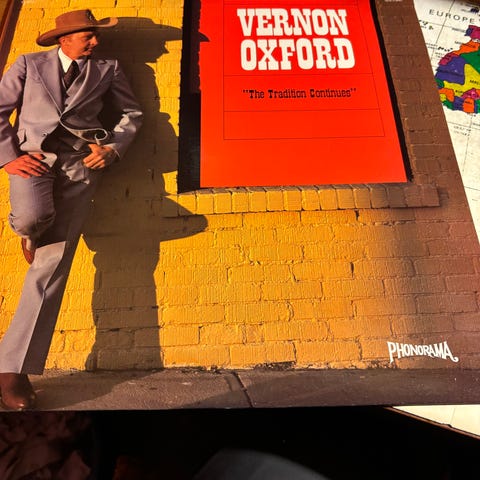 VERNON
OXFORD
"The Tradition Continues"
PHONORAMA
EUROPE